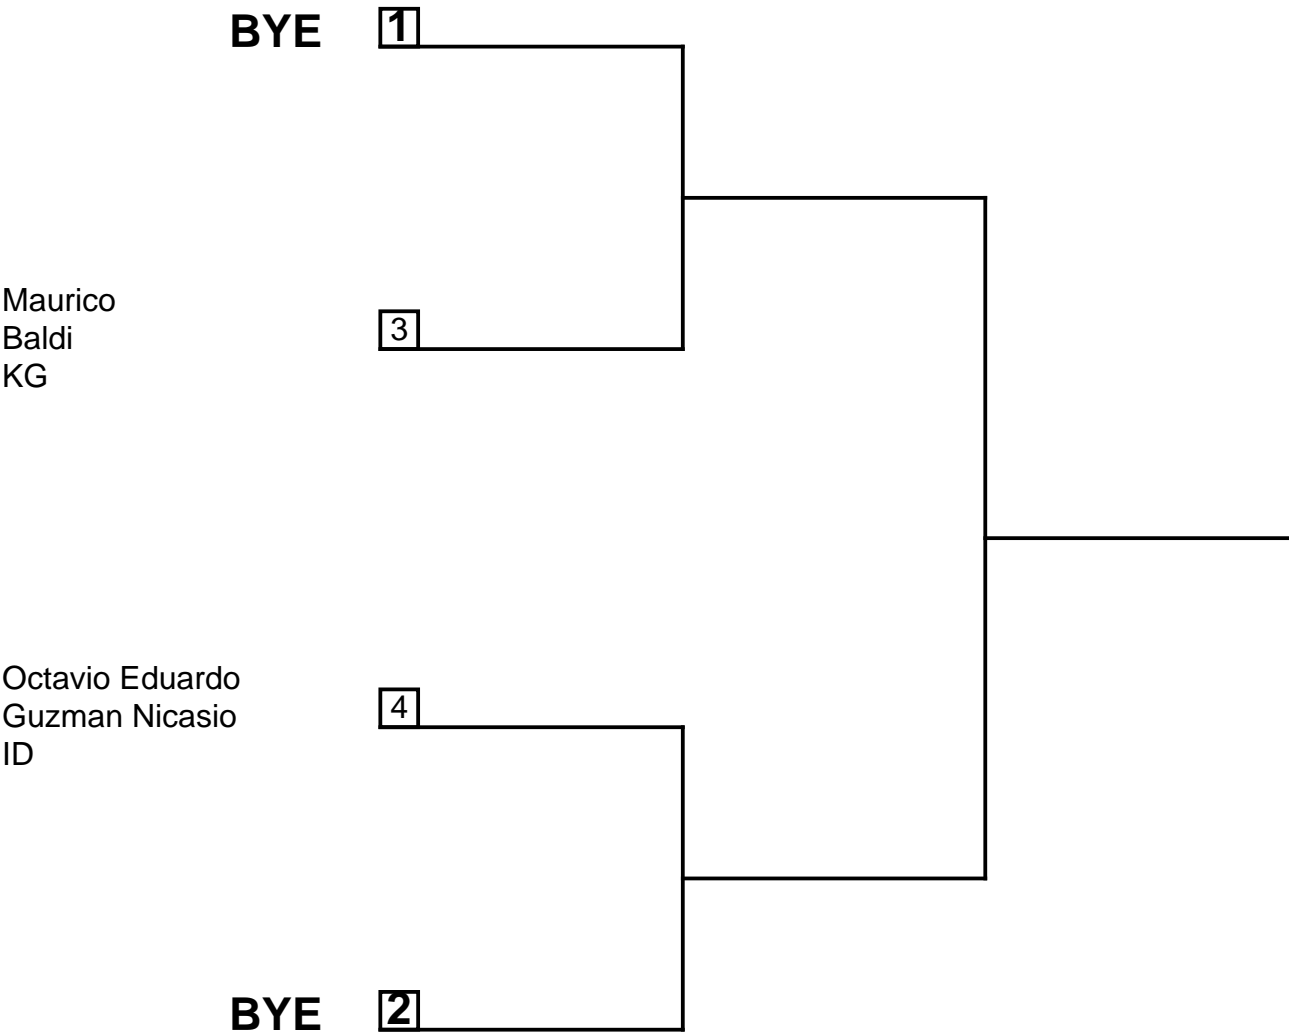 BYE 1
Maurico
Baldi
KG
3
Octavio Eduardo
Guzman Nicasio
ID
4
BYE 2